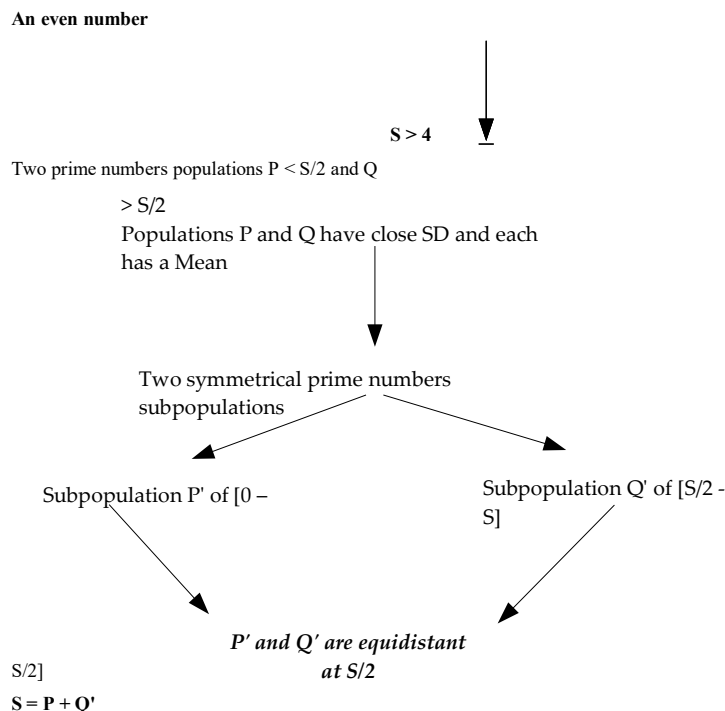 An even number
S > 4
Two prime numbers populations P < S/2 and Q
> S/2
Populations P and Q have close SD and each
has a Mean
Two symmetrical prime numbers
subpopulations
Subpopulation P' of [0 –
Subpopulation Q' of [S/2 -
S]
P' and Q' are equidistant
at S/2
S/2]
S = P + Q'